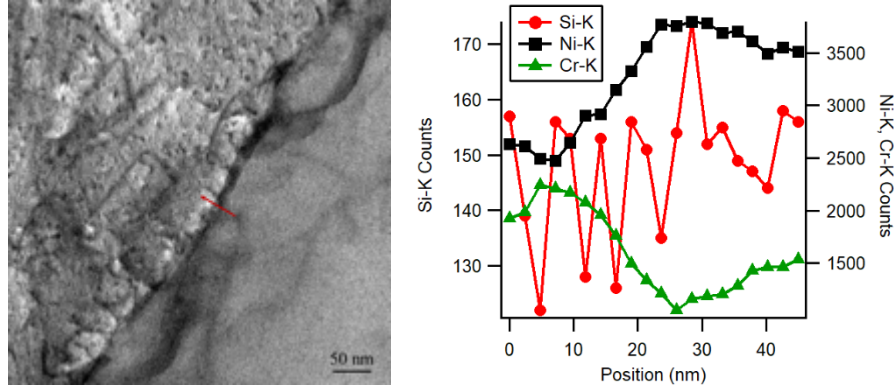 50 nm
Si-K
Ni-K
Cr-K
170
160
150
140
130
Si-K Counts
3500
3000
2500
2000
1500
Ni-K, Cr-K Counts
0
10
20
30
40
Position (nm)